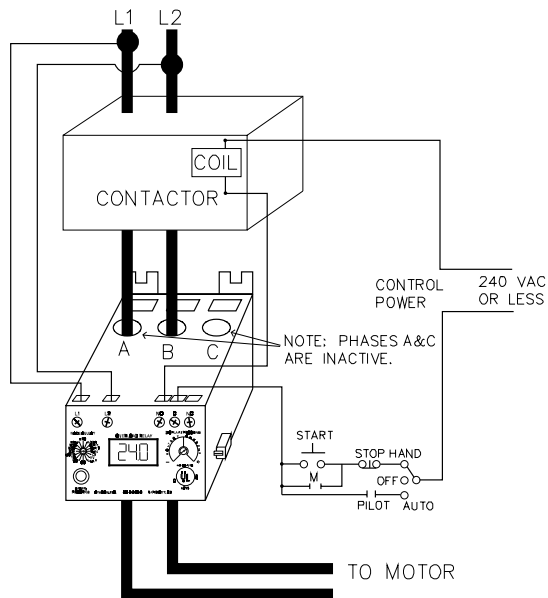 L1 L2
COIL
CONTACTOR
CONTROL
POWER
240 VAC
OR LESS
NOTE: PHASES A&C
ARE INACTIVE.
A B C
240
UL
START
M
STOP HAND
OFF
PILOT AUTO
TO MOTOR